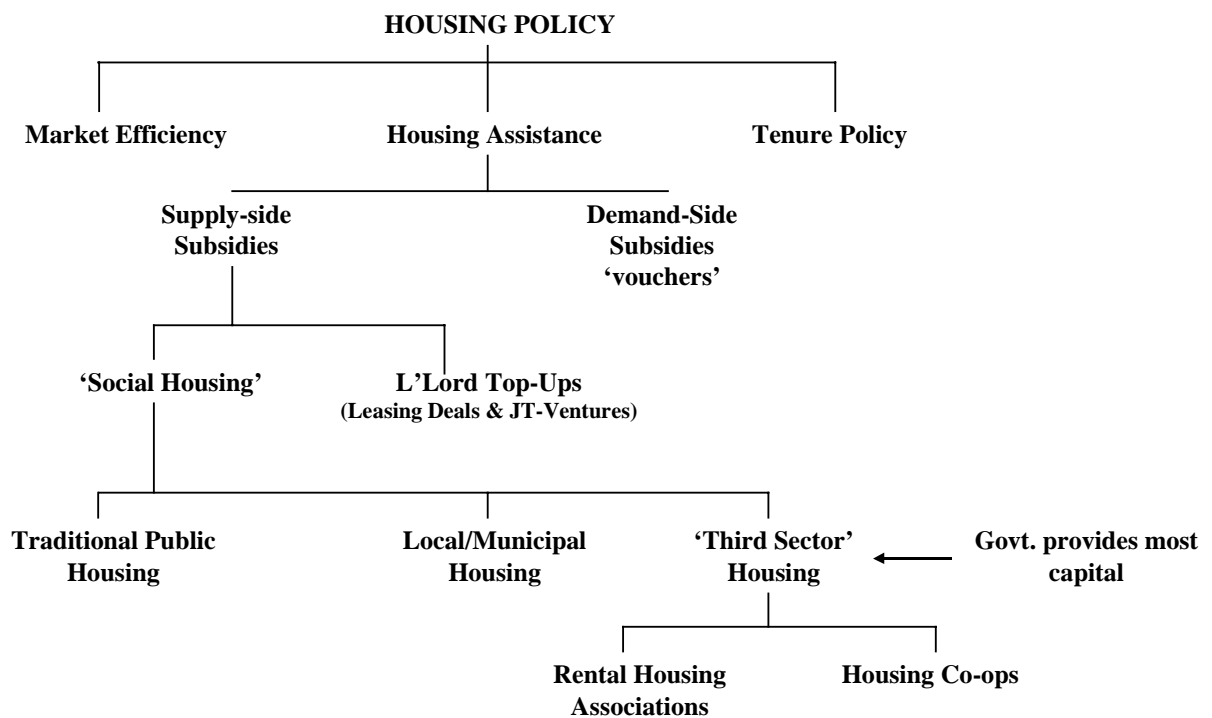 HOUSING POLICY
Market Efficiency
Housing Assistance
Tenure Policy
Supply-side
Subsidies
Demand-Side
Subsidies
‘vouchers’
‘Social Housing’
L’Lord Top-Ups
(Leasing Deals & JT-Ventures)
Traditional Public
Housing
Local/Municipal
Housing
‘Third Sector’
Housing
Govt. provides most
capital
Rental Housing
Associations
Housing Co-ops